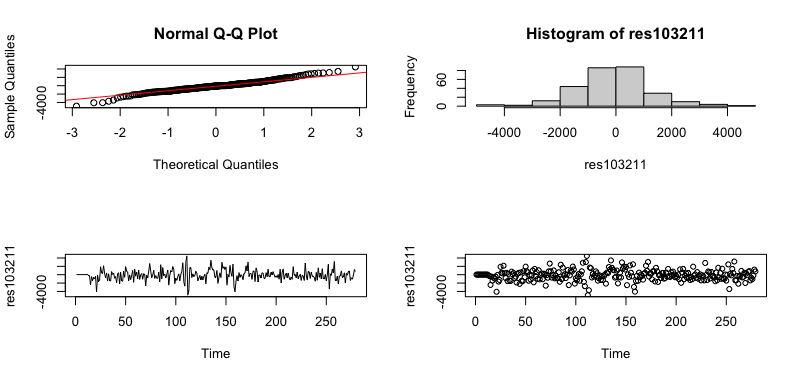 Normal Q-Q Plot
Sample Quantiles
-4000
-3 -2 -1 0 1 2 3
Theoretical Quantiles
Histogram of res103211
Frequency
0 60
-4000 -2000 0 2000 4000
res103211
res103211
-4000
0 50 100 150 200 250
Time
res103211
-4000
0 50 100 150 200 250
Time